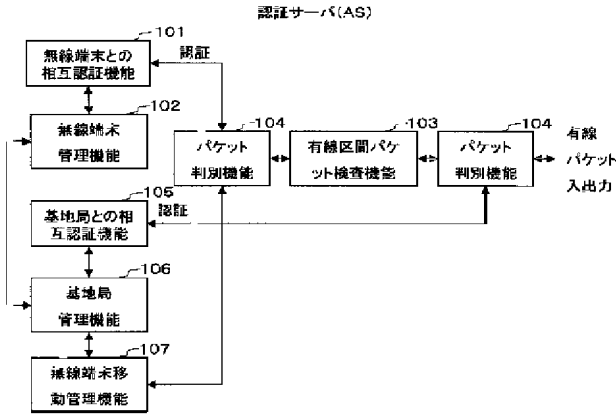 認証サーバ(AS)
101
無線端末との
相互認証機能
認証
102
無線端末
管理機能
104
パケット
判別機能
103
有線区間パケ
ット検査機能
104
パケット
判別機能
有線
パケット
入出力
105
基地局との相
互認証機能
認証
106
基地局
管理機能
107
無線端末移
動管理機能